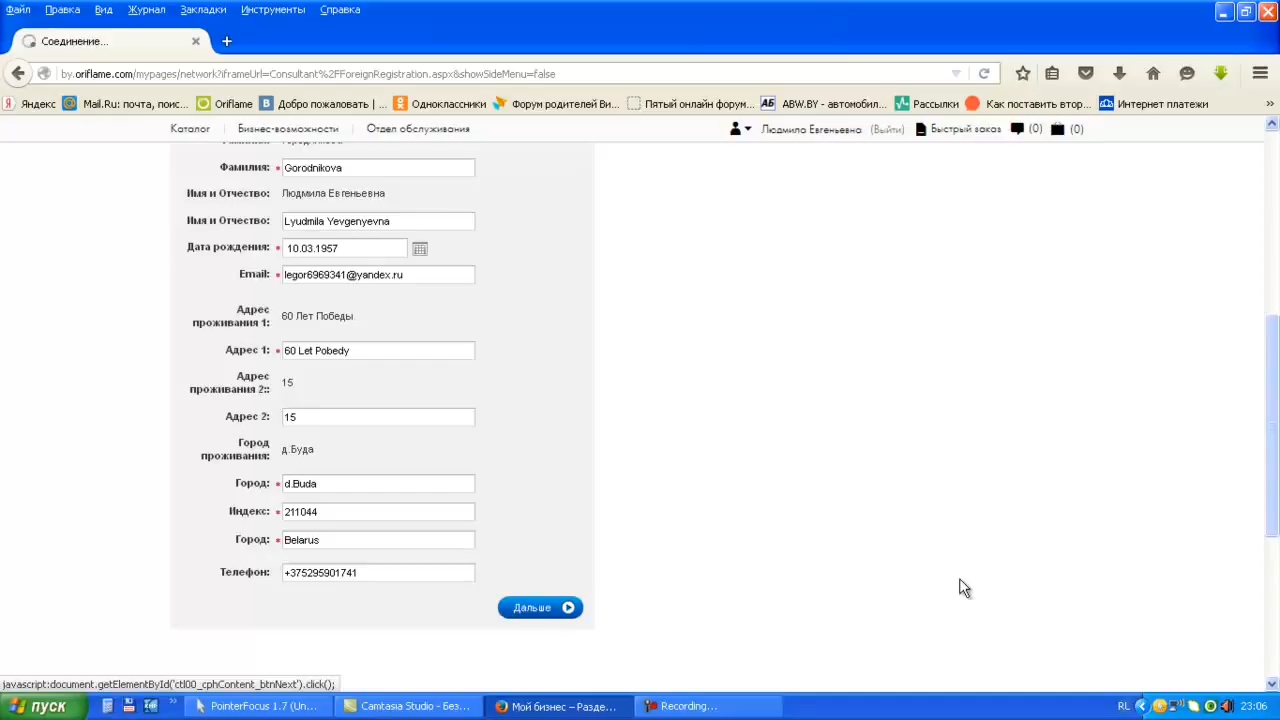 Файл Правка Вид Журнал Закладки Инструменты Справка
Соединение...
by.oriflame.com/mypages/network?iframeUrl=Consultant%2FForeignRegistration.aspx&showSideMenu=false
Яндекс Mail.Ru: почта, поис... Oriflame Добро пожаловать | ... Одноклассники Форум родителей Ви... Пятый онлайн форум... ABW.BY - автомобил... Рассылки Как поставить втор... Интернет платежи »
Каталог Бизнес-возможности Отдел обслуживания Людмила Евгеньевна (Выйти) Быстрый заказ (0) (0)
Фамилия: * Gorodnikova
Имя и Отчество: Людмила Евгеньевна
Имя и Отчество: Lyudmila Yevgenyevna
Дата рождения: * 10.03.1957
Email: * legor6969341@yandex.ru
Адрес
проживания 1: 60 Лет Победы
Адрес 1: * 60 Let Pobedy
Адрес
проживания 2:: 15
Адрес 2: 15
Город
проживания: д.Буда
Город: * d.Buda
Индекс: * 211044
Город: * Belarus
Телефон: +375295901741
Дальше
javascript:document.getElementById('ctl00_cphContent_btnNext').click();
пуск » PointerFocus 1.7 (Un... Camtasia Studio - Без... Мой бизнес – Разде... Recording... RL 23:06